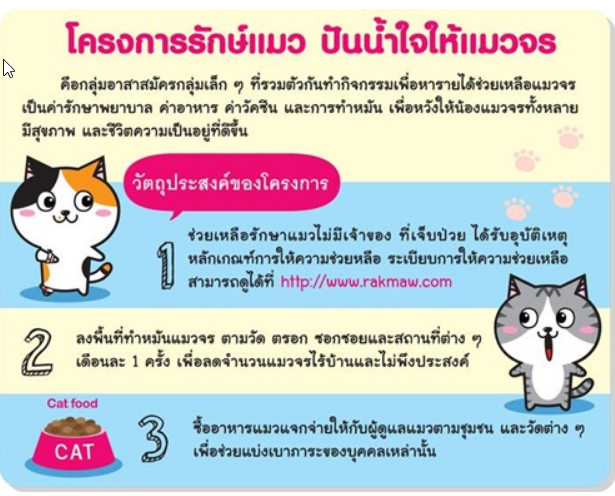 โครงการรักษ์แมว ปันน้ำใจให้แมวจร
คือกลุ่มอาสาสมัครกลุ่มเล็ก ๆ ที่รวมตัวกันทำกิจกรรมเพื่อหารายได้ช่วยเหลือแมวจร
เป็นค่ารักษาพยาบาล ค่าอาหาร ค่าวัคซีน และการทำหมัน เพื่อหวังให้น้องแมวจรทั้งหลาย
มีสุขภาพ และชีวิตความเป็นอยู่ที่ดีขึ้น
วัตถุประสงค์ของโครงการ
1
ช่วยเหลือรักษาแมวไม่มีเจ้าของ ที่เจ็บป่วย ได้รับอุบัติเหตุ
หลักเกณฑ์การให้ความช่วยหลือ ระเบียบการให้ความช่วยเหลือ
สามารถดูได้ที่ http://www.rakmaw.com
2
ลงพื้นที่ทำหมันแมวจร ตามวัด ตรอก ซอกซอยและสถานที่ต่าง ๆ
เดือนละ 1 ครั้ง เพื่อลดจำนวนแมวจรไร้บ้านและไม่พึงประสงค์
Cat food
CAT
3
ซื้ออาหารแมวแจกจ่ายให้กับผู้ดูแลแมวตามชุมชน และวัดต่าง ๆ
เพื่อช่วยแบ่งเบาภาระของบุคคลเหล่านั้น